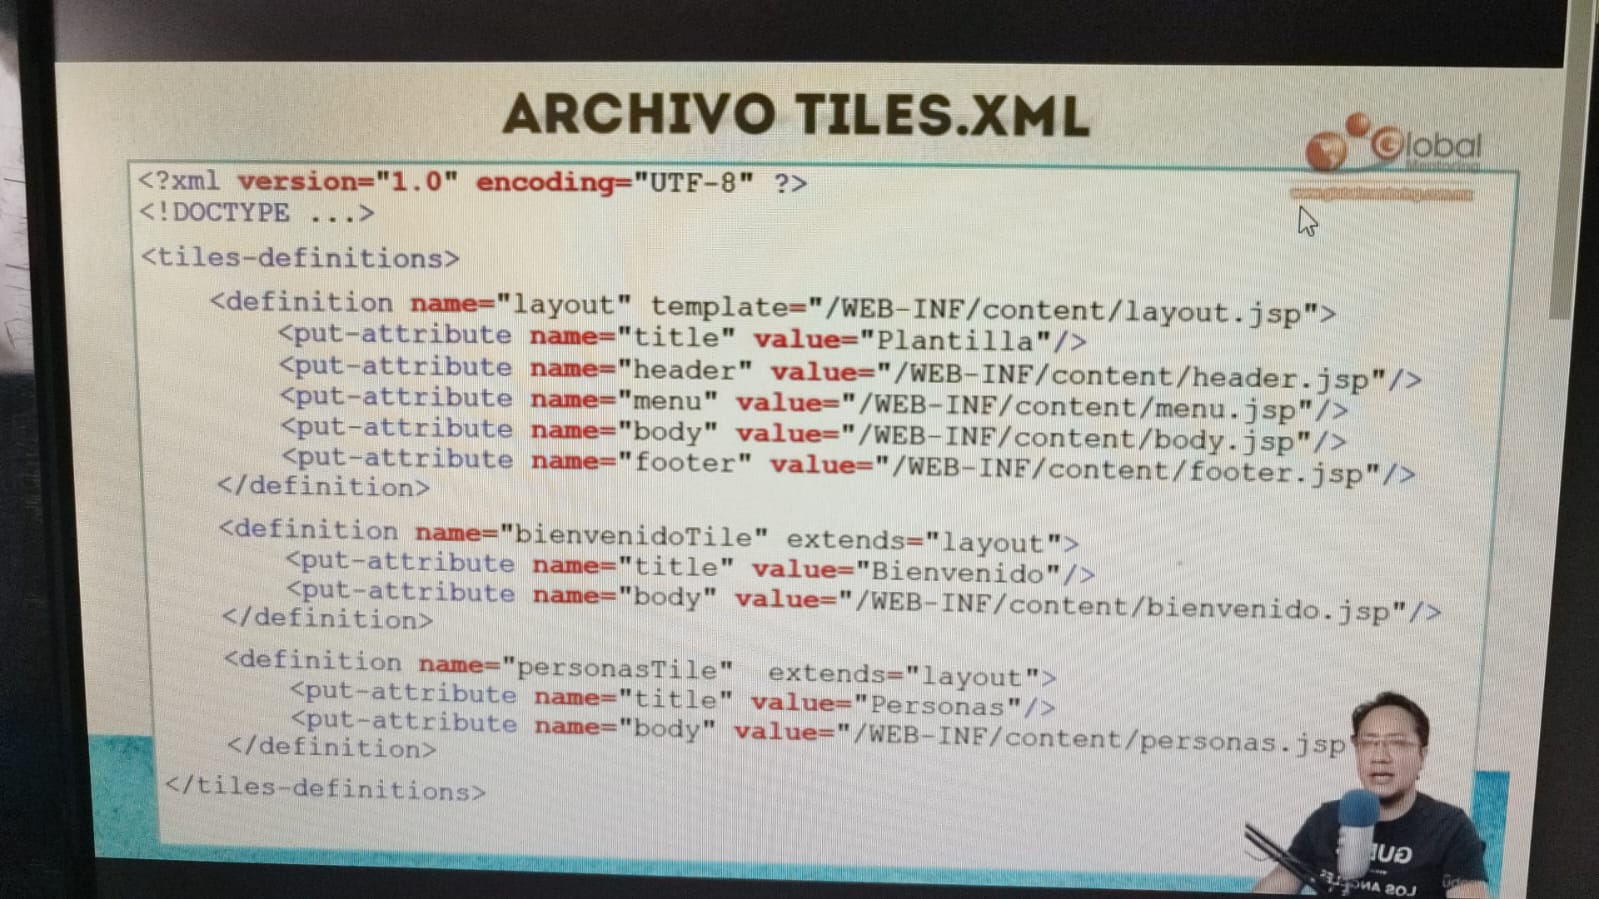 ARCHIVO TILES.XML
Global
Mentoring
www.globalmentoring.com.mx
<?xml version="1.0" encoding="UTF-8" ?>
<!DOCTYPE ...>
<tiles-definitions>
<definition name="layout" template="/WEB-INF/content/layout.jsp">
<put-attribute name="title" value="Plantilla"/>
<put-attribute name="header" value="/WEB-INF/content/header.jsp"/>
<put-attribute name="menu" value="/WEB-INF/content/menu.jsp"/>
<put-attribute name="body" value="/WEB-INF/content/body.jsp"/>
<put-attribute name="footer" value="/WEB-INF/content/footer.jsp"/>
</definition>
<definition name="bienvenidoTile" extends="layout">
<put-attribute name="title" value="Bienvenido"/>
<put-attribute name="body" value="/WEB-INF/content/bienvenido.jsp"/>
</definition>
<definition name="personasTile" extends="layout">
<put-attribute name="title" value="Personas"/>
<put-attribute name="body" value="/WEB-INF/content/personas.jsp
</definition>
</tiles-definitions>
LOS